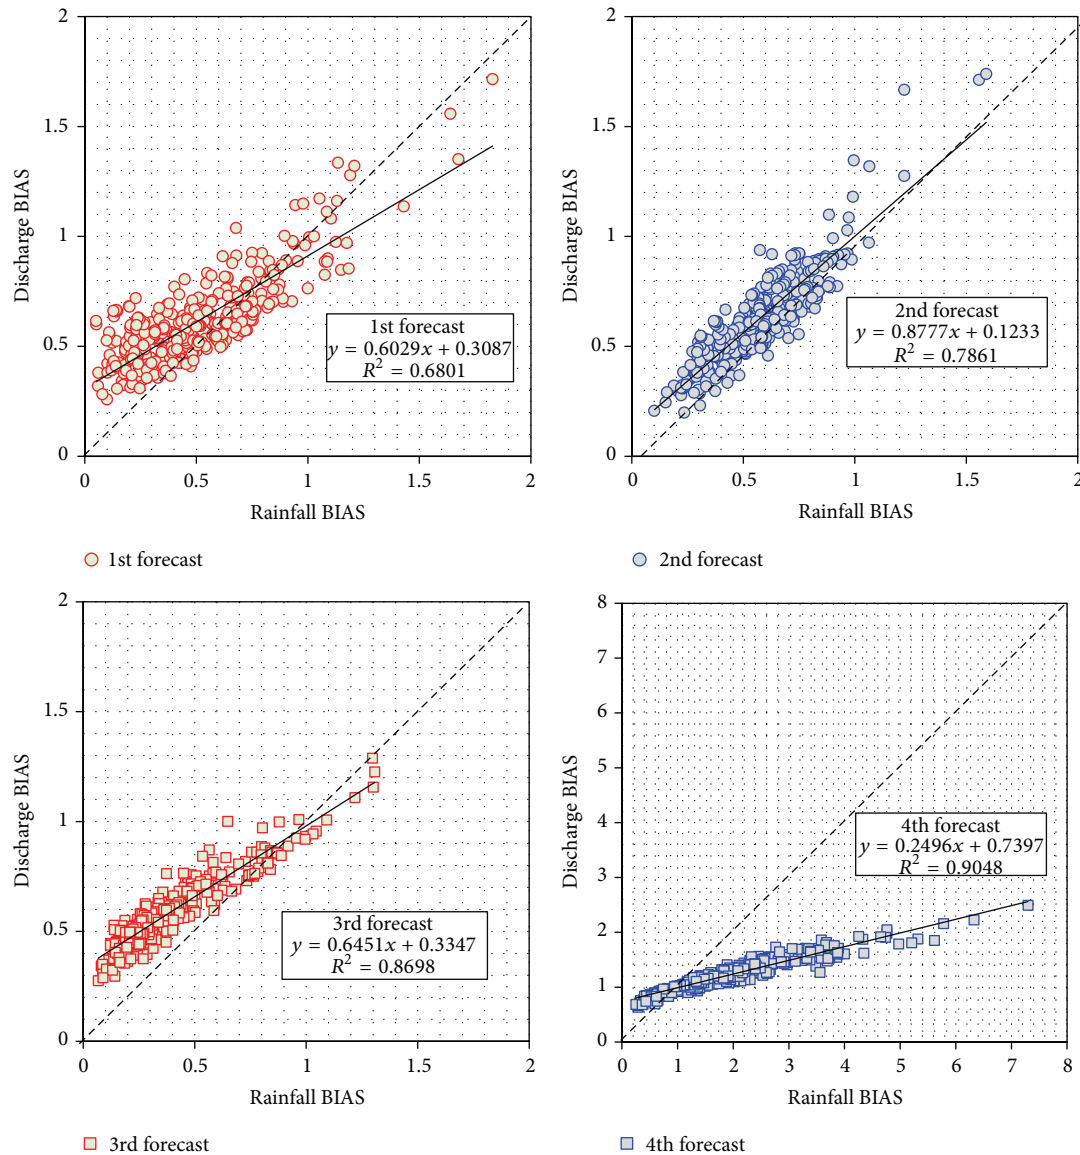 2
1.5
1
0.5
0
Discharge BIAS
0
0.5
1
1.5
2
Rainfall BIAS
1st forecast
y = 0.6029x + 0.3087
R² = 0.6801
1st forecast
2
1.5
1
0.5
0
Discharge BIAS
0
0.5
1
1.5
2
Rainfall BIAS
2nd forecast
y = 0.8777x + 0.1233
R² = 0.7861
2nd forecast
2
1.5
1
0.5
0
Discharge BIAS
0
0.5
1
1.5
2
Rainfall BIAS
3rd forecast
y = 0.6451x + 0.3347
R² = 0.8698
3rd forecast
8
7
6
5
4
3
2
1
0
Discharge BIAS
0
1
2
3
4
5
6
7
8
Rainfall BIAS
4th forecast
y = 0.2496x + 0.7397
R² = 0.9048
4th forecast